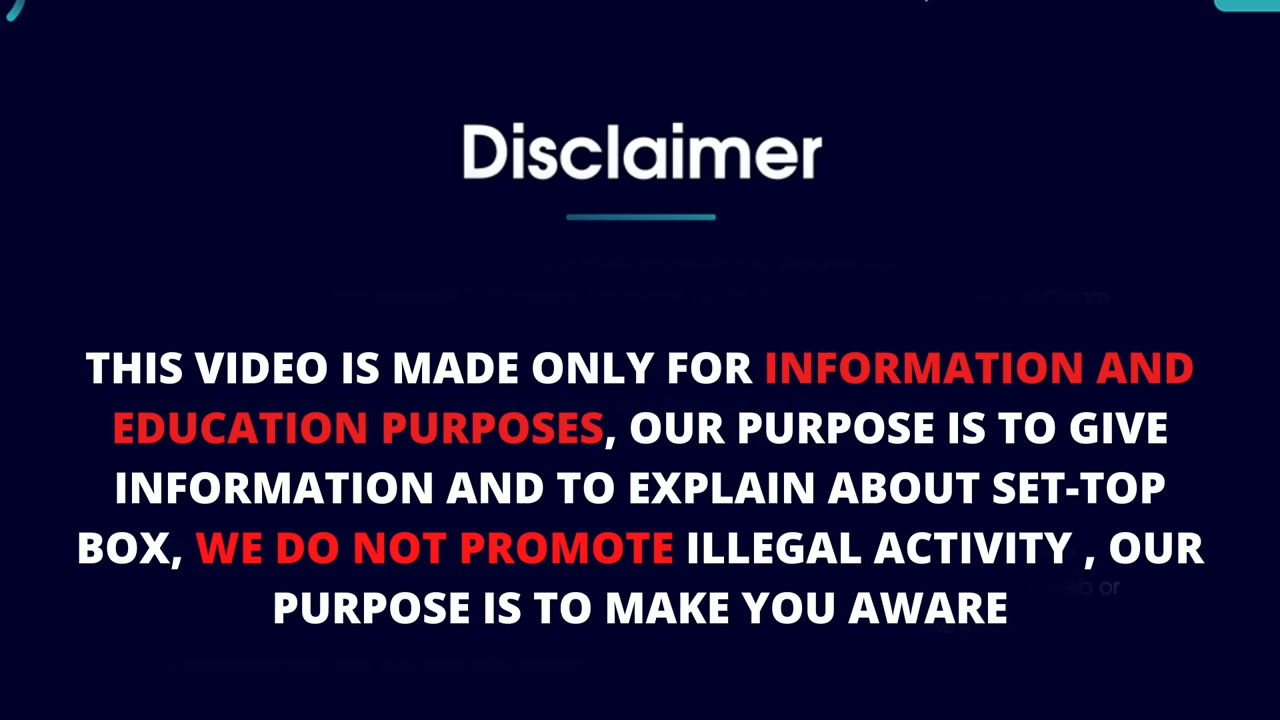 Disclaimer
THIS VIDEO IS MADE ONLY FOR INFORMATION AND
EDUCATION PURPOSES, OUR PURPOSE IS TO GIVE
INFORMATION AND TO EXPLAIN ABOUT SET-TOP
BOX, WE DO NOT PROMOTE ILLEGAL ACTIVITY , OUR
PURPOSE IS TO MAKE YOU AWARE